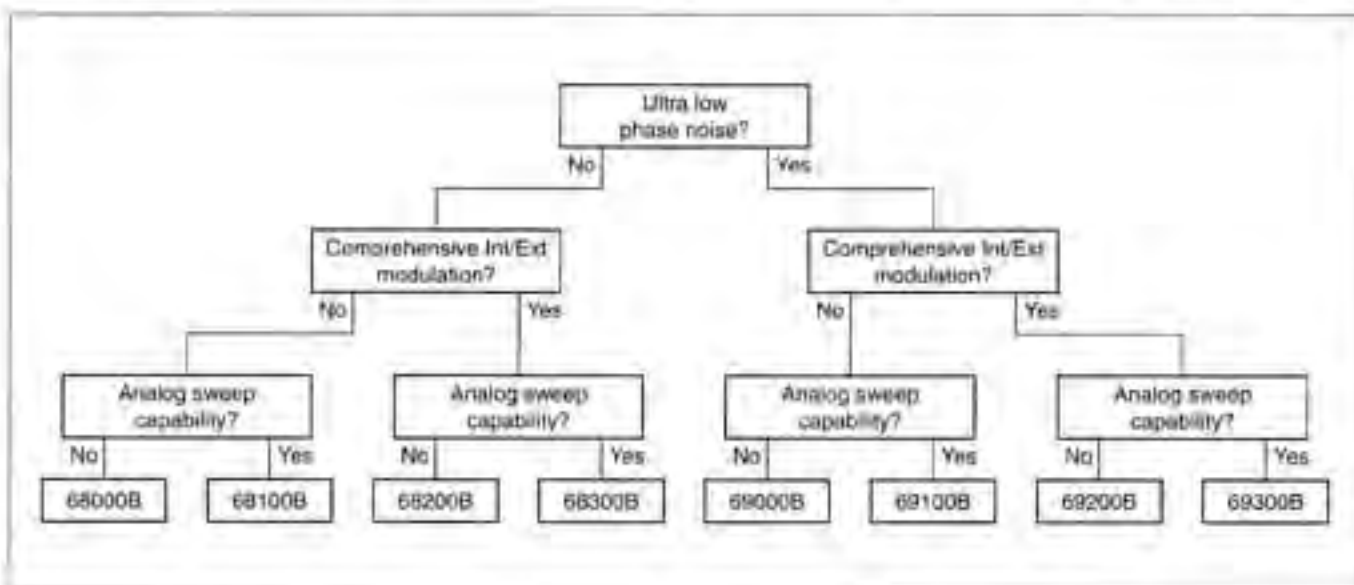 Ultra low
phase noise?
No
Yes
Comprehensive Int/Ext
modulation?
Comprehensive Int/Ext
modulation?
No
Yes
No
Yes
Analog sweep
capability?
Analog sweep
capability?
Analog sweep
capability?
Analog sweep
capability?
No
Yes
No
Yes
No
Yes
No
Yes
68000B
68100B
68200B
68300B
69000B
69100B
69200B
69300B